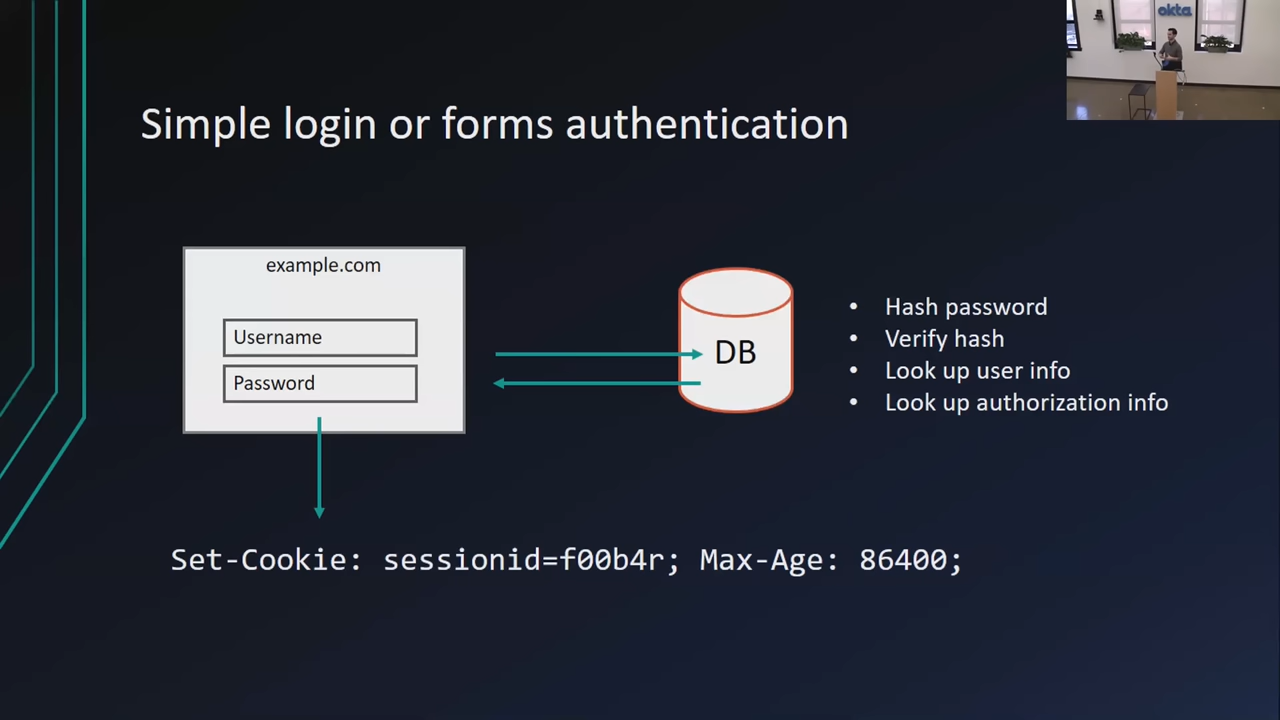 okta
Simple login or forms authentication
example.com
Username
Password
DB
• Hash password
• Verify hash
• Look up user info
• Look up authorization info
Set-Cookie: sessionid=f00b4r; Max-Age: 86400;